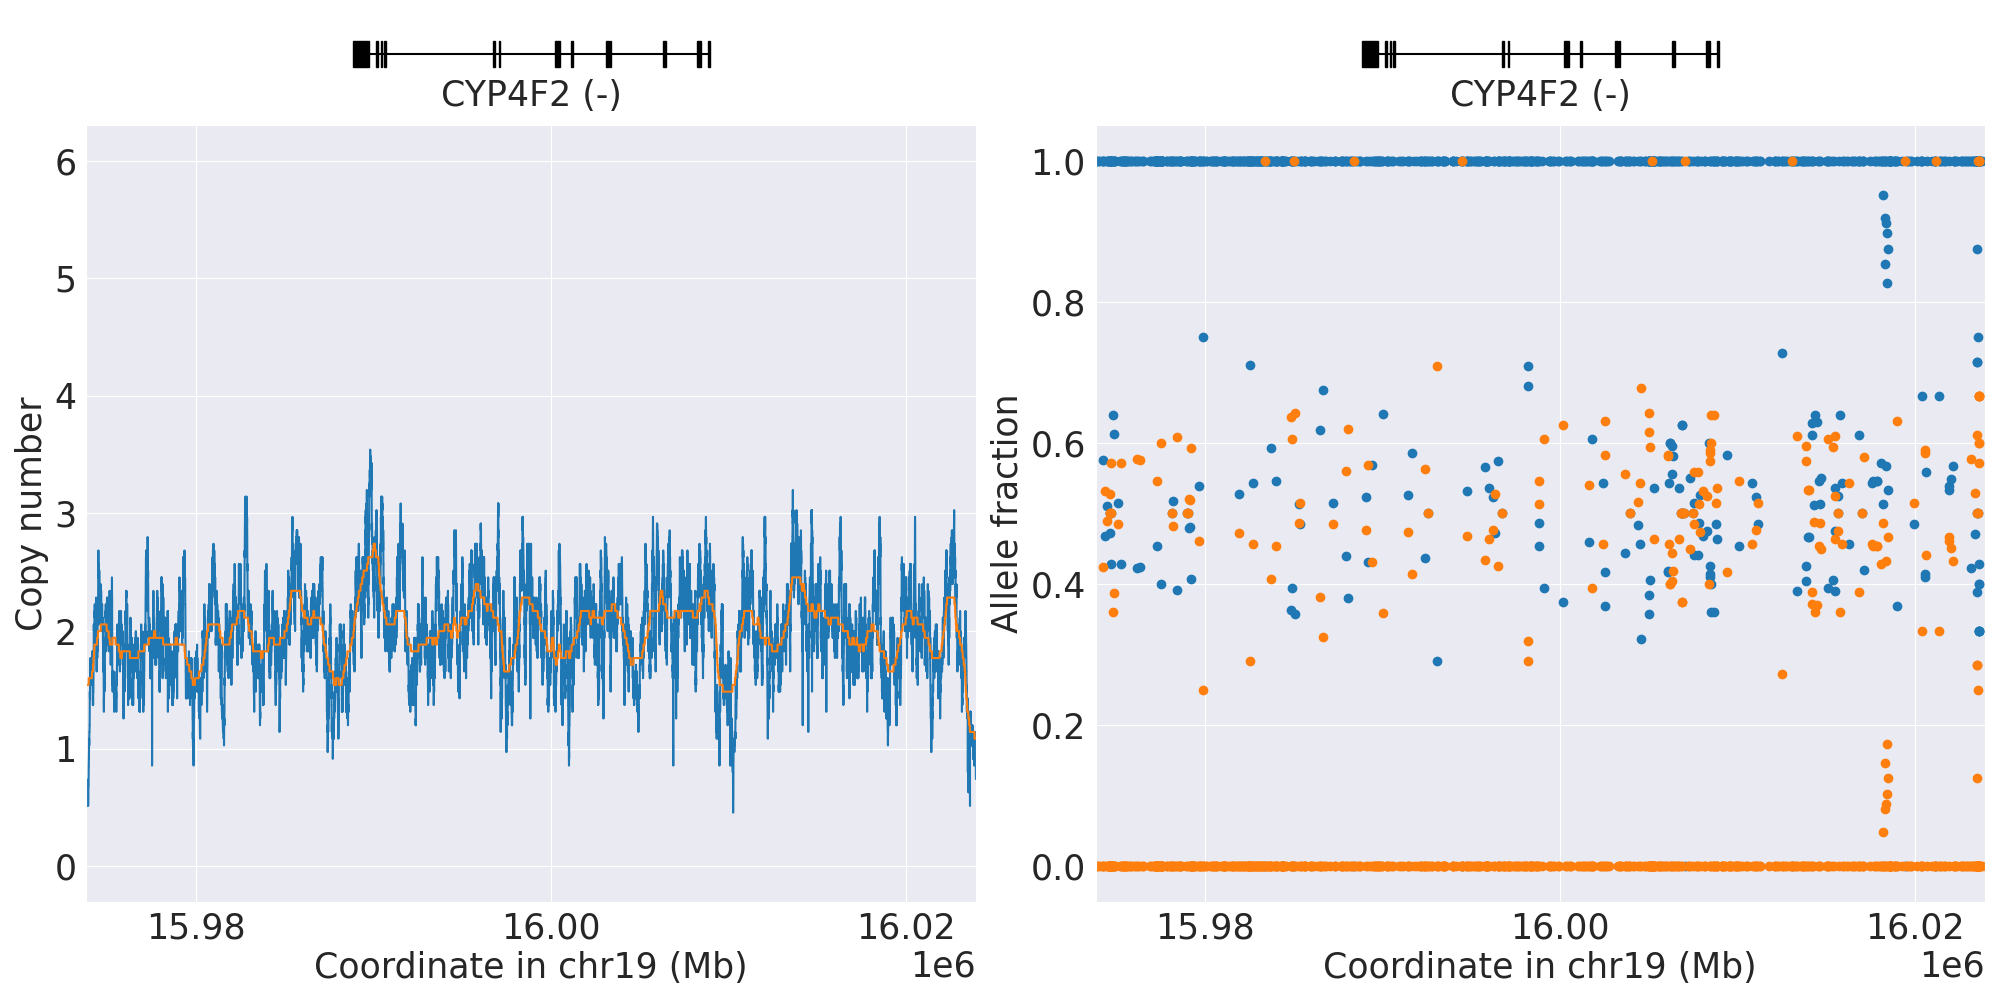 CYP4F2 (-)
6
5
4
3
2
1
0
Copy number
15.98
16.00
16.02
Coordinate in chr19 (Mb)
1e6
CYP4F2 (-)
1.0
0.8
0.6
0.4
0.2
0.0
Allele fraction
15.98
16.00
16.02
Coordinate in chr19 (Mb)
1e6